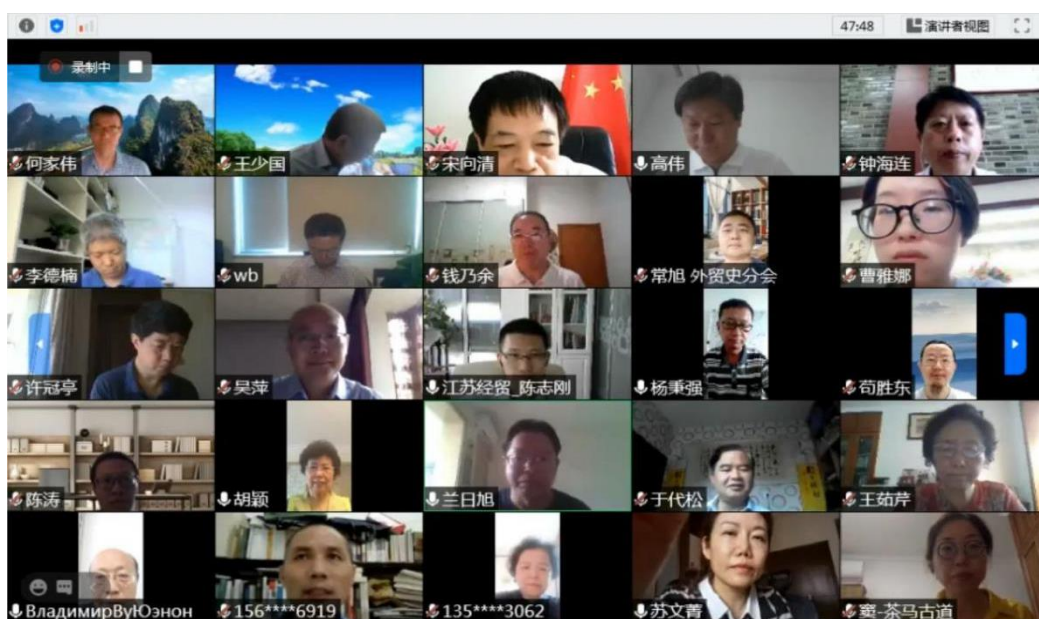 47:48 演讲者视图
录制中
何家伟 王少国 宋向清 高伟 钟海连
李德楠 wb 钱乃余 常旭 外贸史分会 曹雅娜
许冠亭 吴萍 江苏经贸_陈志刚 杨秉强 苟胜东
陈涛 胡颖 兰日旭 于代松 王茹芹
ВладимирВуЮэнон 156****6919 135****3062 苏文菁 窦-茶马古道